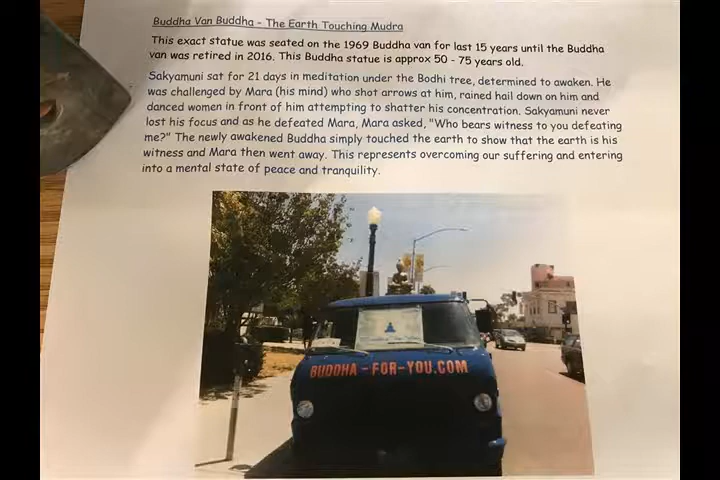 Buddha Van Buddha - The Earth Touching Mudra
This exact statue was seated on the 1969 Buddha van for last 15 years until the Buddha
van was retired in 2016. This Buddha statue is approx 50 - 75 years old.
Sakyamuni sat for 21 days in meditation under the Bodhi tree, determined to awaken. He
was challenged by Mara (his mind) who shot arrows at him, rained hail down on him and
danced women in front of him attempting to shatter his concentration. Sakyamuni never
lost his focus and as he defeated Mara, Mara asked, "Who bears witness to you defeating
me?" The newly awakened Buddha simply touched the earth to show that the earth is his
witness and Mara then went away. This represents overcoming our suffering and entering
into a mental state of peace and tranquility.
BUDDHA-FOR-YOU.COM